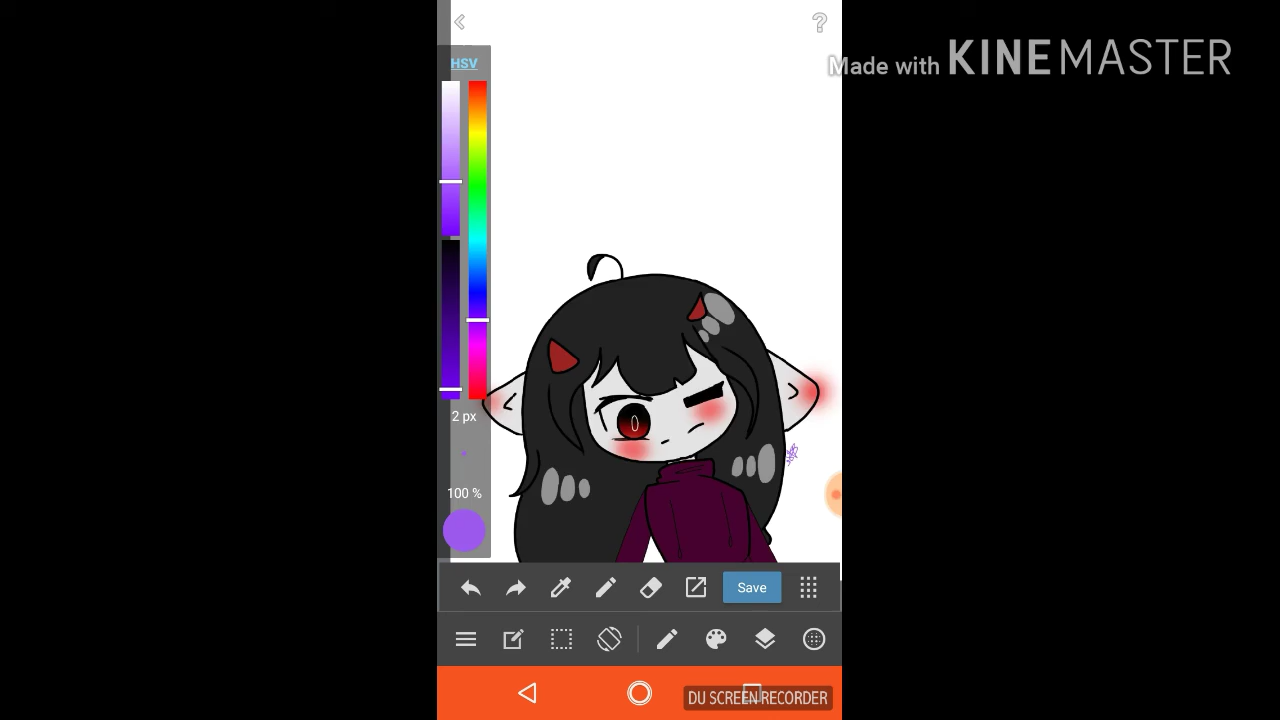 HSV
Made with KINEMASTER
2 px
100 %
Save
DU SCREEN RECORDER